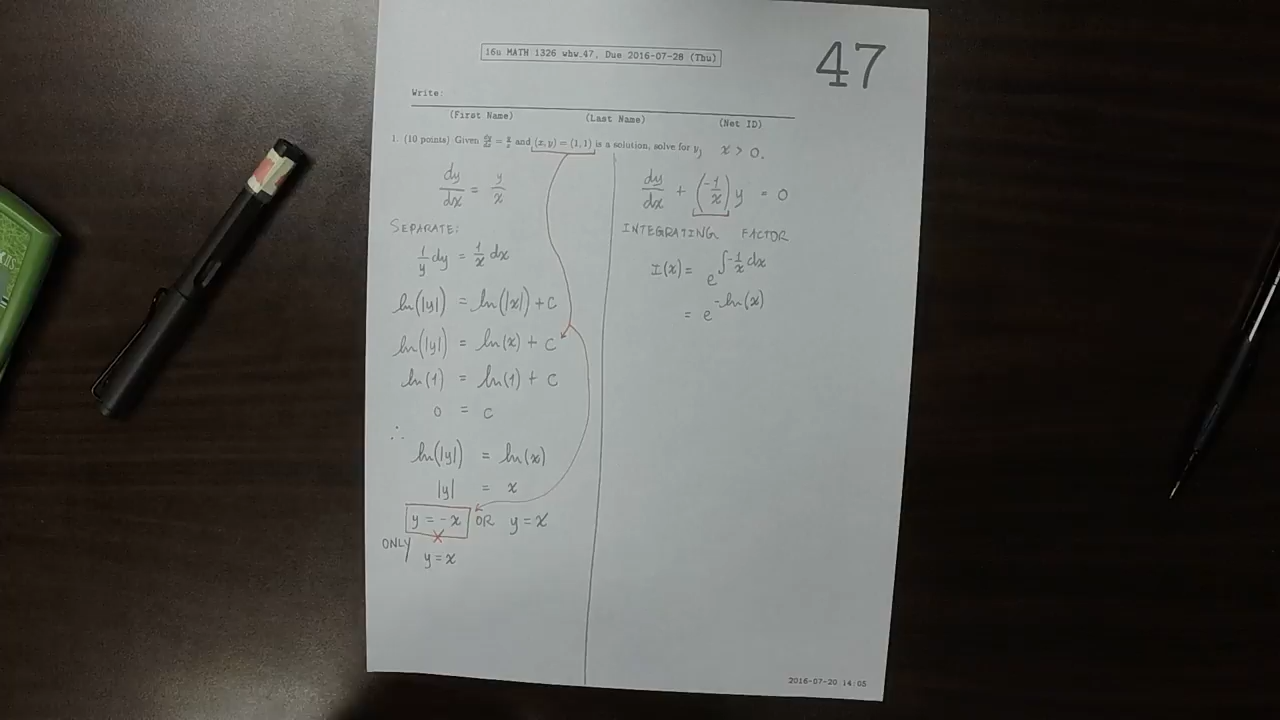 16u MATH 1326 whw_47, Due 2016-07-28 (Thu)
47
Write:
(First Name) (Last Name) (Net ID)
1. (10 points) Given dy/dx = y/x and (x, y) = (1, 1) is a solution, solve for y, x > 0.
dy/dx = y/x
SEPARATE:
1/y dy = 1/x dx
ln(|y|) = ln(|x|) + C
ln(|y|) = ln(x) + C
ln(1) = ln(1) + C
0 = C
∴
ln(|y|) = ln(x)
|y| = x
y = -x OR y = x
ONLY y = x
dy/dx + (-1/x) y = 0
INTEGRATING FACTOR
I(x) = e^∫-1/x dx
= e^-ln(x)
2016-07-20 14:05